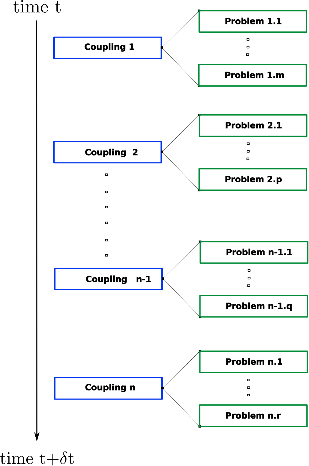 time t
Problem 1.1
Coupling 1
Problem 1.m
Problem 2.1
Coupling 2
Problem 2.p
Problem n-1.1
Coupling n-1
Problem n-1.q
Problem n.1
Coupling n
Problem n.r
time t+δt